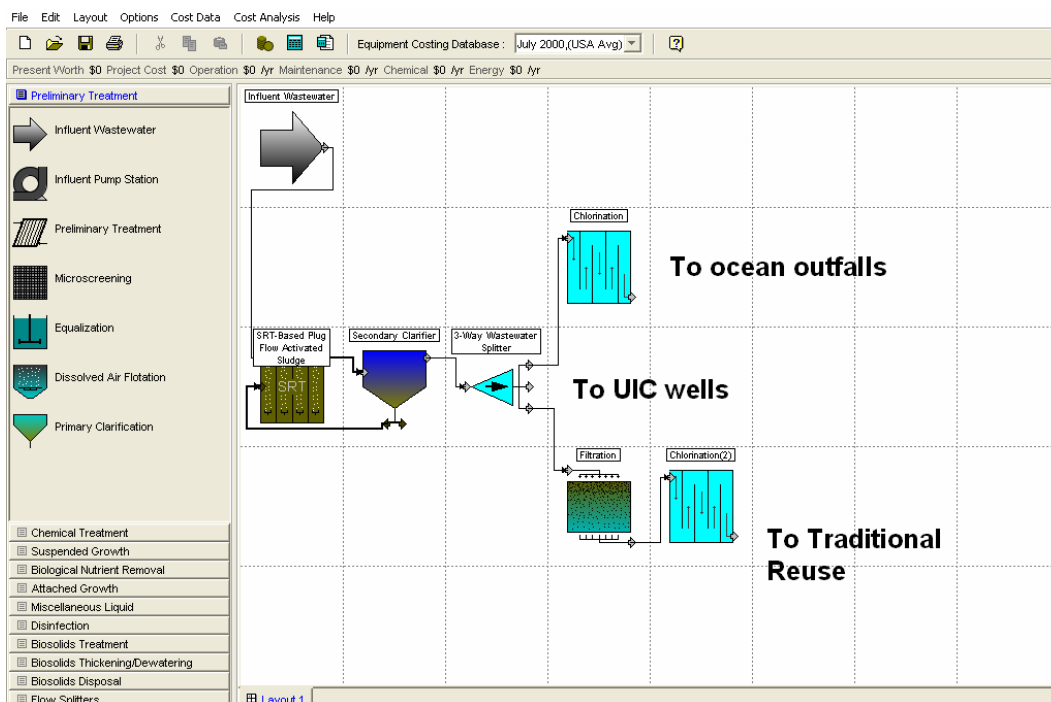 File Edit Layout Options Cost Data Cost Analysis Help
Equipment Costing Database : July 2000,(USA Avg)
Present Worth $0 Project Cost $0 Operation $0 /yr Maintenance $0 /yr Chemical $0 /yr Energy $0 /yr
Preliminary Treatment
Influent Wastewater
Influent Pump Station
Preliminary Treatment
Microscreening
Equalization
Dissolved Air Flotation
Primary Clarification
Chemical Treatment
Suspended Growth
Biological Nutrient Removal
Attached Growth
Miscellaneous Liquid
Disinfection
Biosolids Treatment
Biosolids Thickening/Dewatering
Biosolids Disposal
Flow Splitters
Influent Wastewater
Chlorination
To ocean outfalls
SRT-Based Plug
Flow Activated
Sludge
SRT
Secondary Clarifier
3-Way Wastewater
Splitter
To UIC wells
Filtration
Chlorination(2)
To Traditional
Reuse
Layout 1